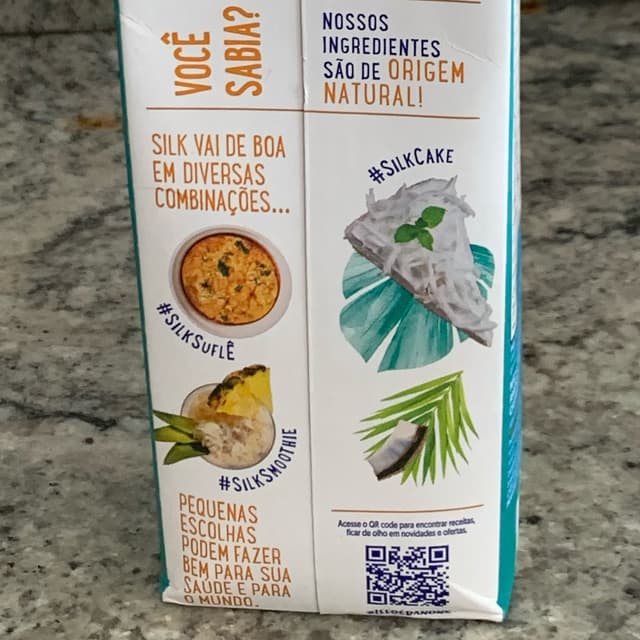 VOCÊ
SABIA?
SILK VAI DE BOA
EM DIVERSAS
COMBINAÇÕES...
#SILKSUFLÊ
#SILKSMOOTHIE
PEQUENAS
ESCOLHAS
PODEM FAZER
BEM PARA SUA
SAÚDE E PARA
O MUNDO.
NOSSOS
INGREDIENTES
SÃO DE ORIGEM
NATURAL!
#SILKCAKE
Acesse o QR code para encontrar receitas,
ficar de olho em novidades e ofertas.